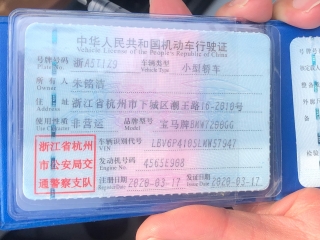 中华人民共和国机动车行驶证
Vehicle License of the People's Republic of China
号牌号码 浙A51Z29 车辆类型 小型轿车
Plate No. Vehicle Type
所有人 朱铭洁
Owner
住址 浙江省杭州市下城区潮王路16-2810号
Address
使用性质 非营运 品牌型号 宝马牌BMW7200GG
Use Character Model
浙江省杭州 车辆识别代号 LBV6P4105LMW57947
VIN
市公安局交 发动机号码 4565E908
Engine No.
通警察支队 注册日期 2020-03-17 发证日期 2020-03-17
Register Date Issue Date